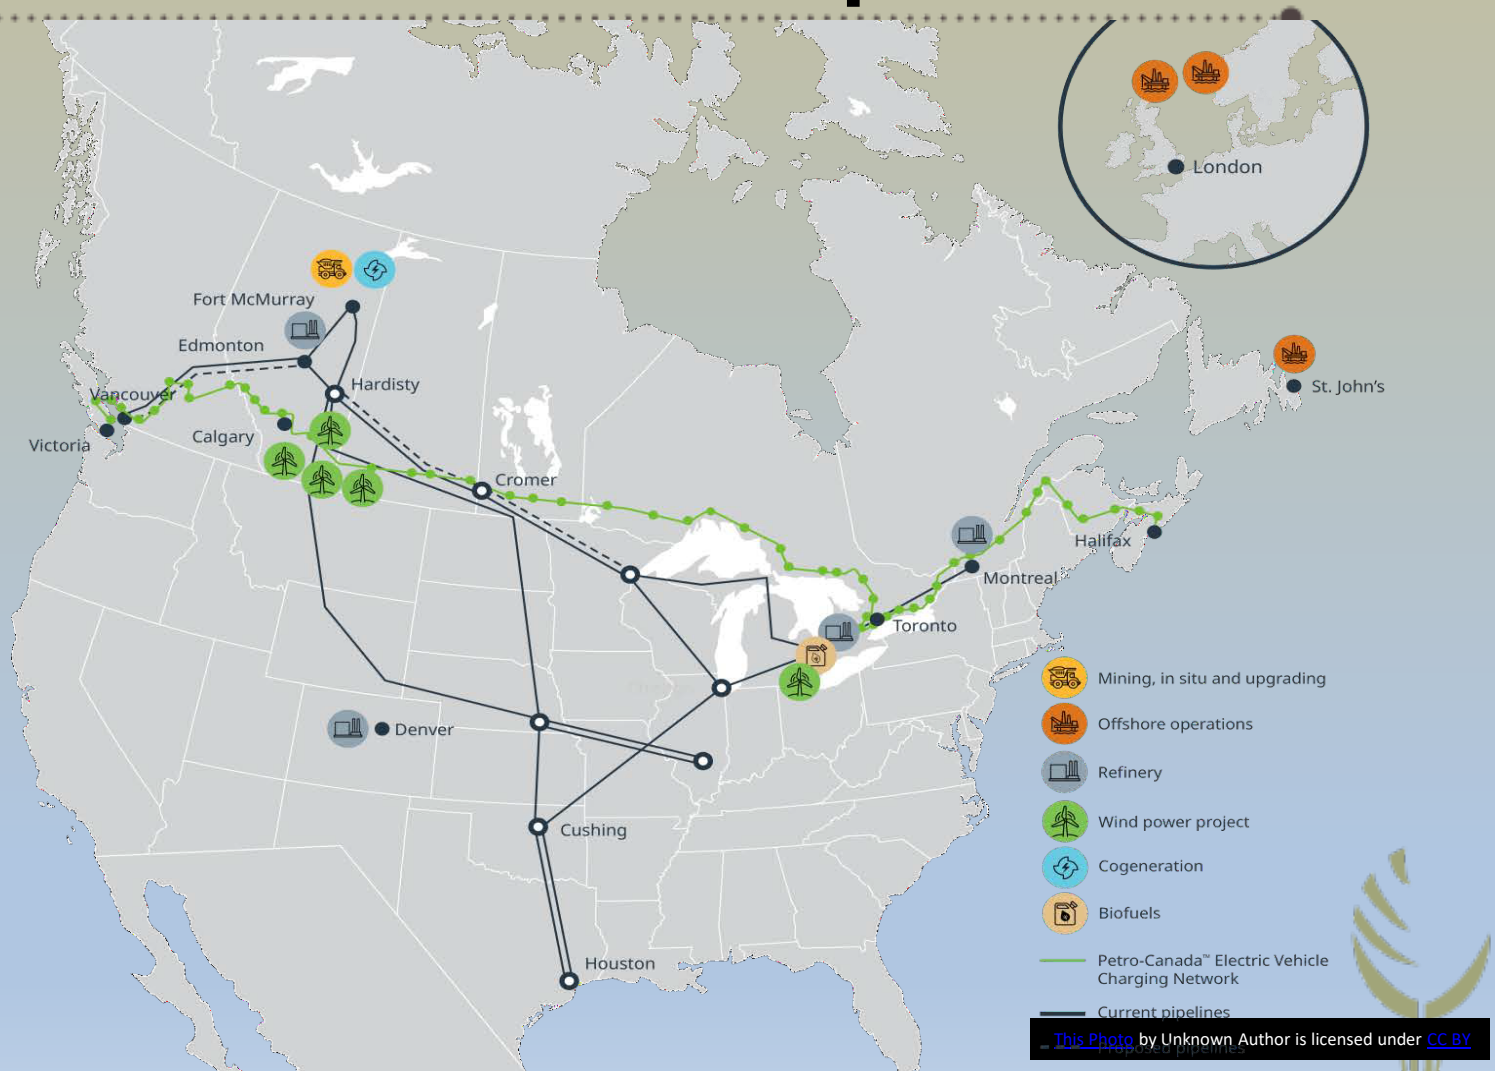 London
Fort McMurray
Edmonton
Hardisty
Vancouver
St. John's
Calgary
Victoria
Cromer
Halifax
Montreal
Toronto
Denver
Cushing
Houston
Mining, in situ and upgrading
Offshore operations
Refinery
Wind power project
Cogeneration
Biofuels
Petro-Canada™ Electric Vehicle
Charging Network
Current pipelines
Proposed pipelines
This Photo by Unknown Author is licensed under CC BY